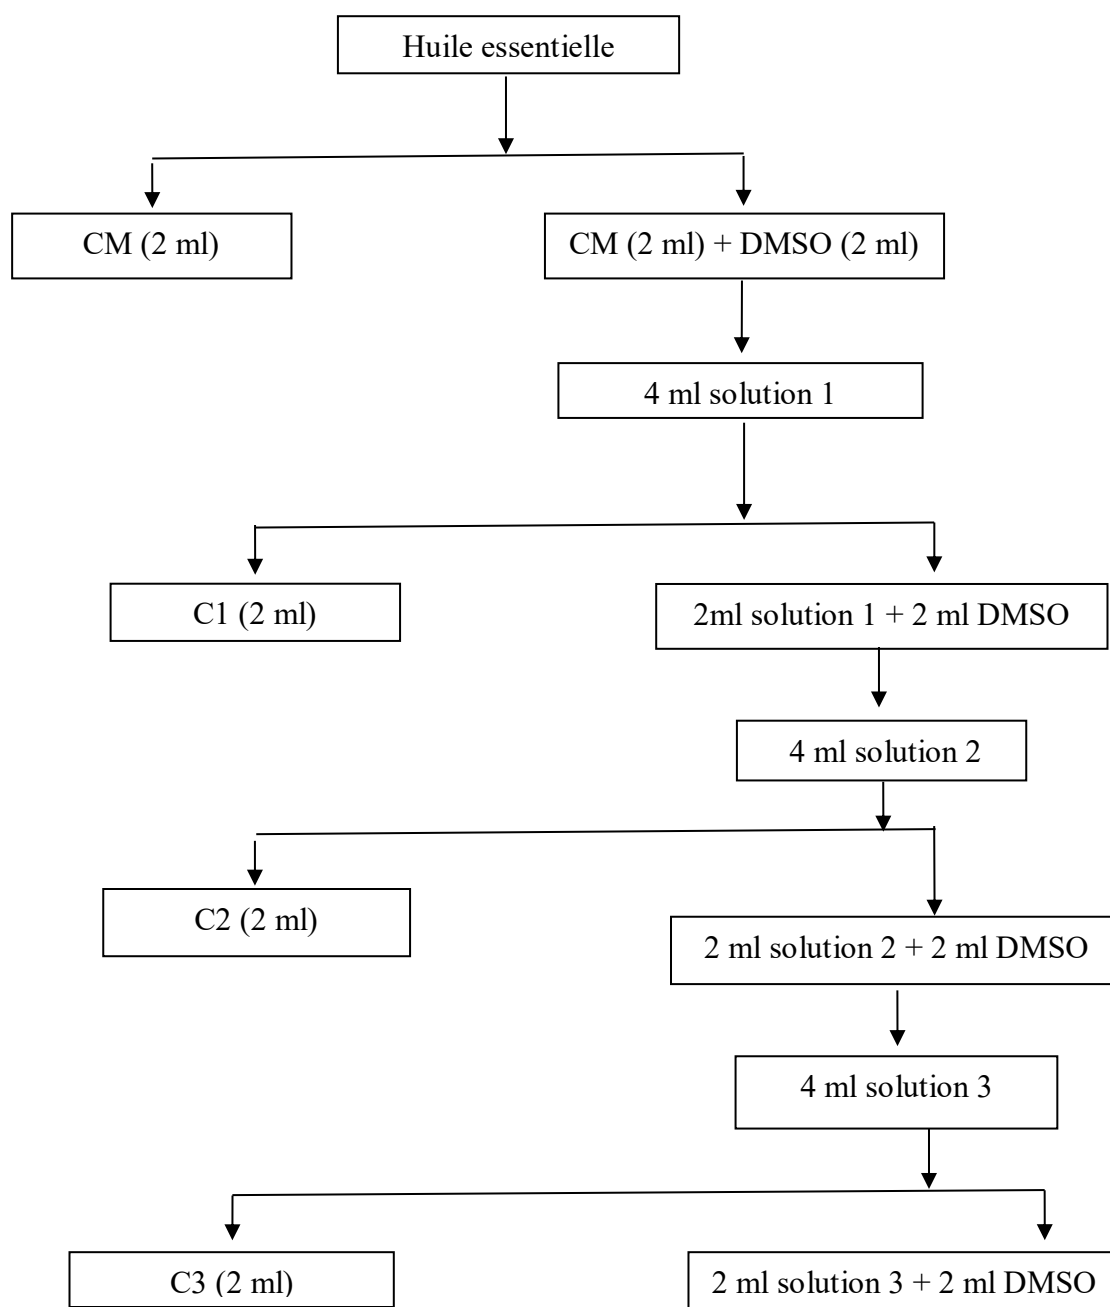 Huile essentielle
CM (2 ml)
CM (2 ml) + DMSO (2 ml)
4 ml solution 1
C1 (2 ml)
2ml solution 1 + 2 ml DMSO
4 ml solution 2
C2 (2 ml)
2 ml solution 2 + 2 ml DMSO
4 ml solution 3
C3 (2 ml)
2 ml solution 3 + 2 ml DMSO